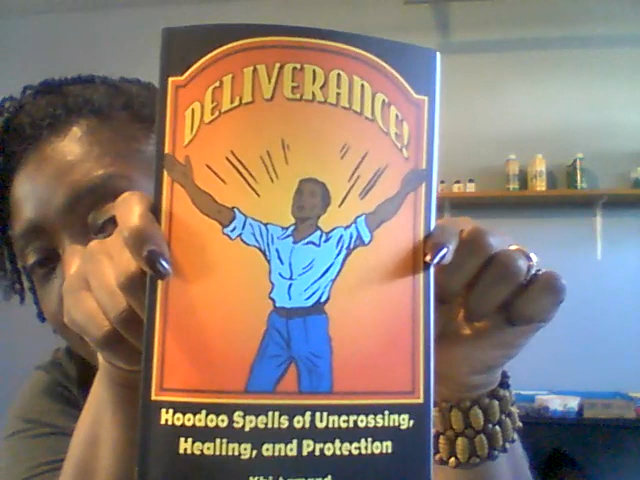 DELIVERANCE!
Hoodoo Spells of Uncrossing,
Healing, and Protection